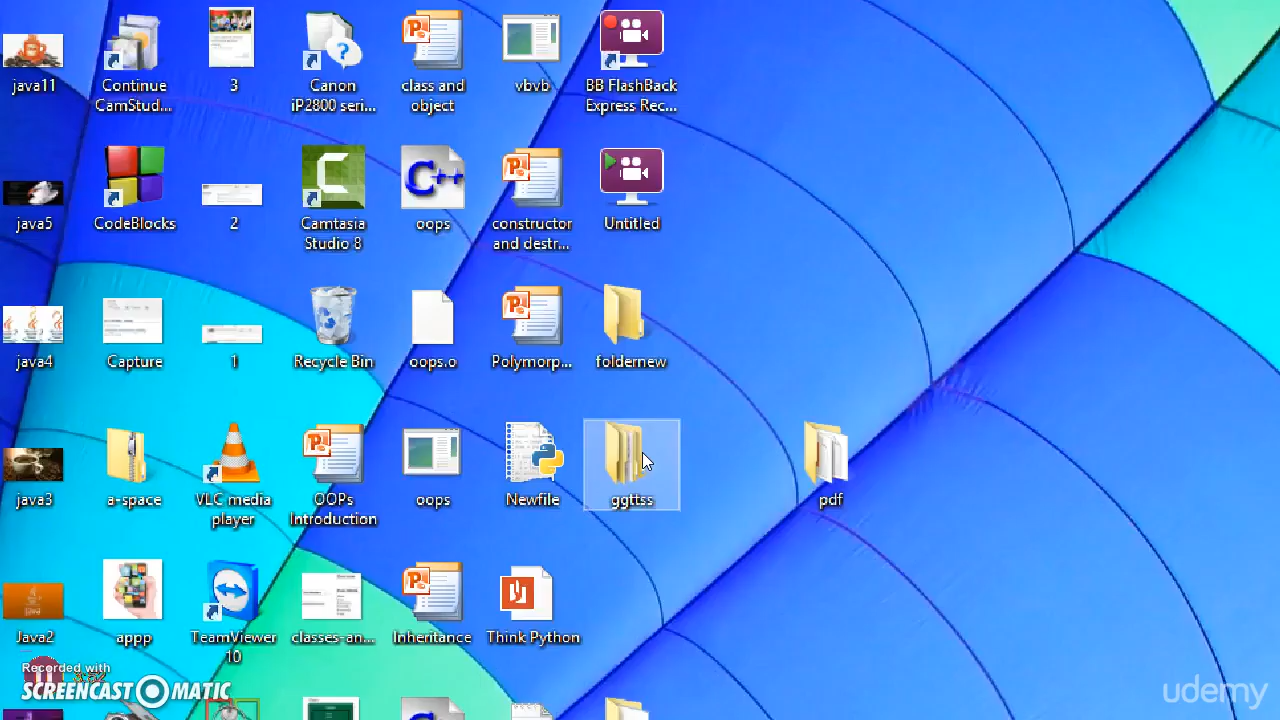 java11
Continue
CamStud...
3
Canon
iP2800 seri...
class and
object
vbvb
BB FlashBack
Express Rec...
java5
CodeBlocks
2
Camtasia
Studio 8
C++
oops
constructor
and destr...
Untitled
java4
Capture
1
Recycle Bin
oops.o
Polymorp...
foldernew
java3
a-space
VLC media
player
OOPs
Introduction
oops
Newfile
ggttss
pdf
Java2
appp
TeamViewer
10
classes-an...
Inheritance
Think Python
Recorded with
SCREENCAST-O-MATIC
udemy